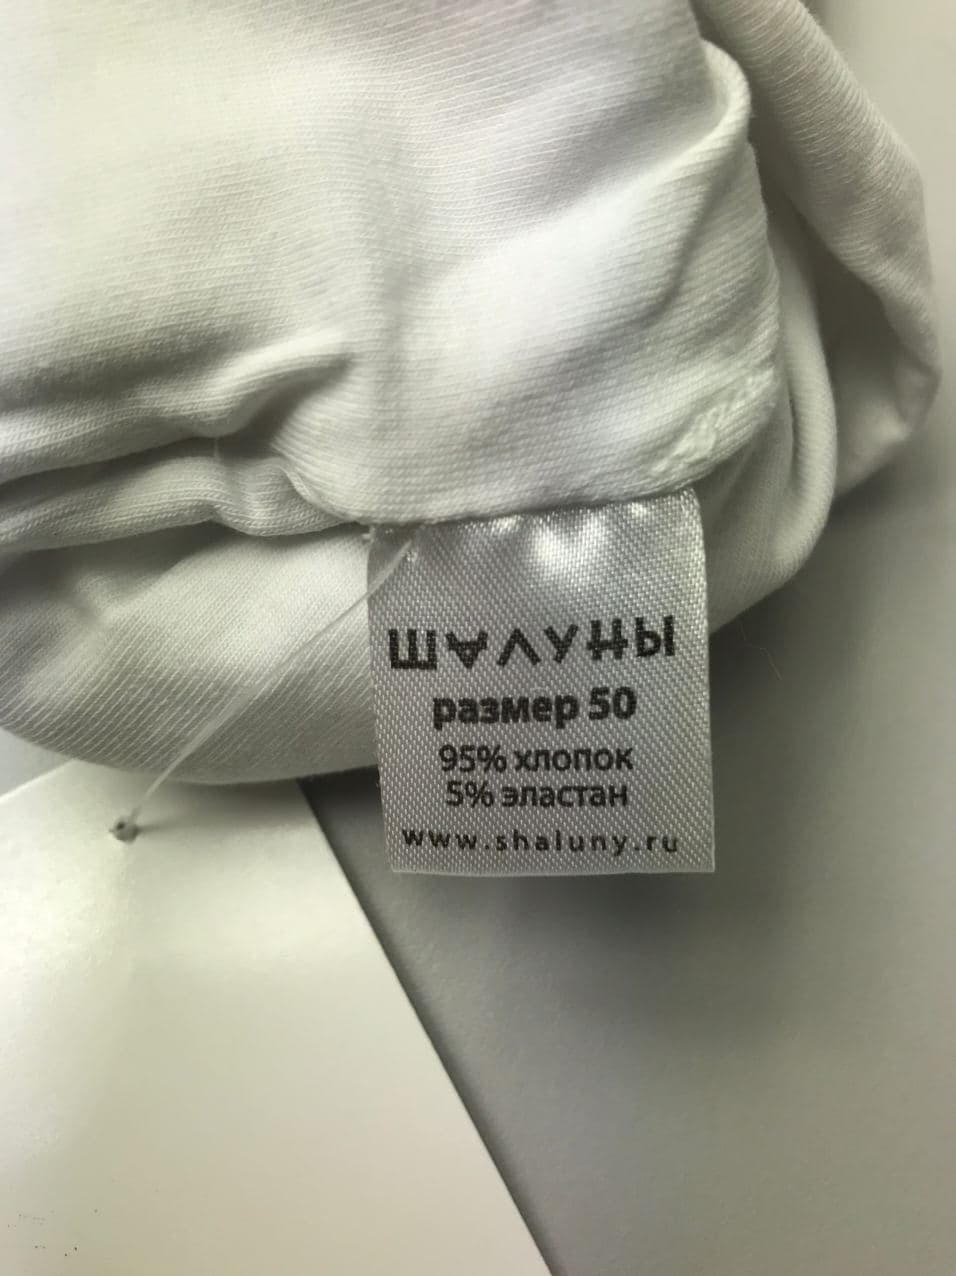 ШАЛУНЫ
размер 50
95% хлопок
5% эластан
www.shaluny.ru